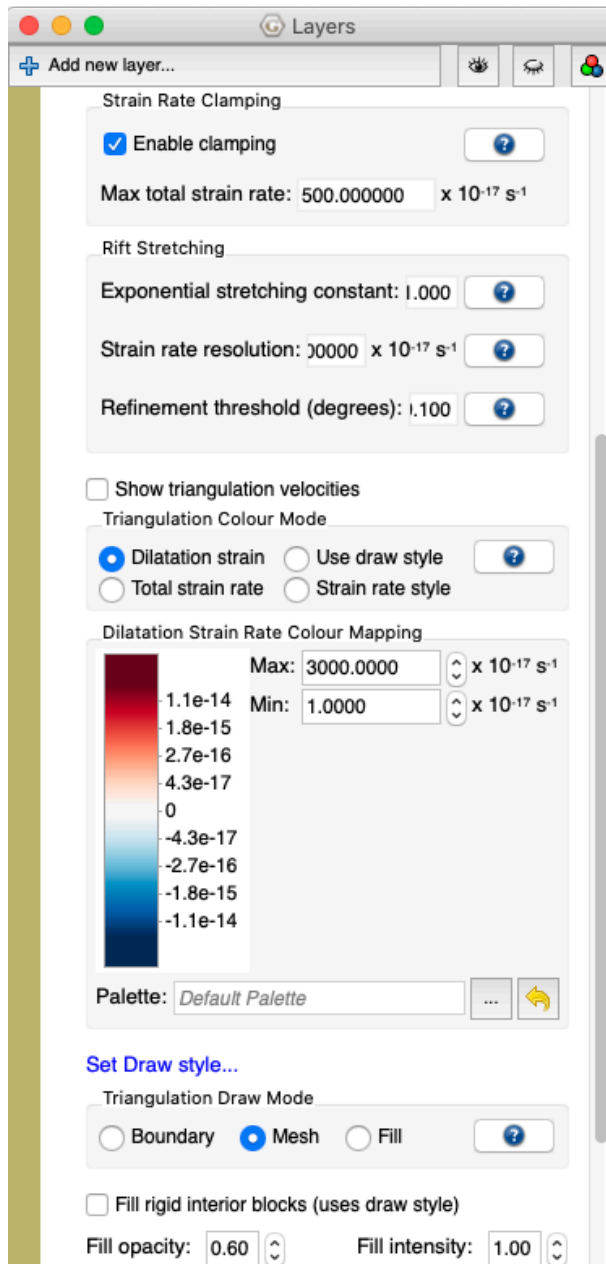 Layers
Add new layer...
Strain Rate Clamping
Enable clamping
Max total strain rate: 500.000000 x 10⁻¹⁷ s⁻¹
Rift Stretching
Exponential stretching constant: 1.000
Strain rate resolution: 00000 x 10⁻¹⁷ s⁻¹
Refinement threshold (degrees): .100
Show triangulation velocities
Triangulation Colour Mode
Dilatation strain Use draw style
Total strain rate Strain rate style
Dilatation Strain Rate Colour Mapping
Max: 3000.0000 x 10⁻¹⁷ s⁻¹
1.1e-14 Min: 1.0000 x 10⁻¹⁷ s⁻¹
1.8e-15
2.7e-16
4.3e-17
0
-4.3e-17
-2.7e-16
-1.8e-15
-1.1e-14
Palette: Default Palette ...
Set Draw style...
Triangulation Draw Mode
Boundary Mesh Fill
Fill rigid interior blocks (uses draw style)
Fill opacity: 0.60 Fill intensity: 1.00